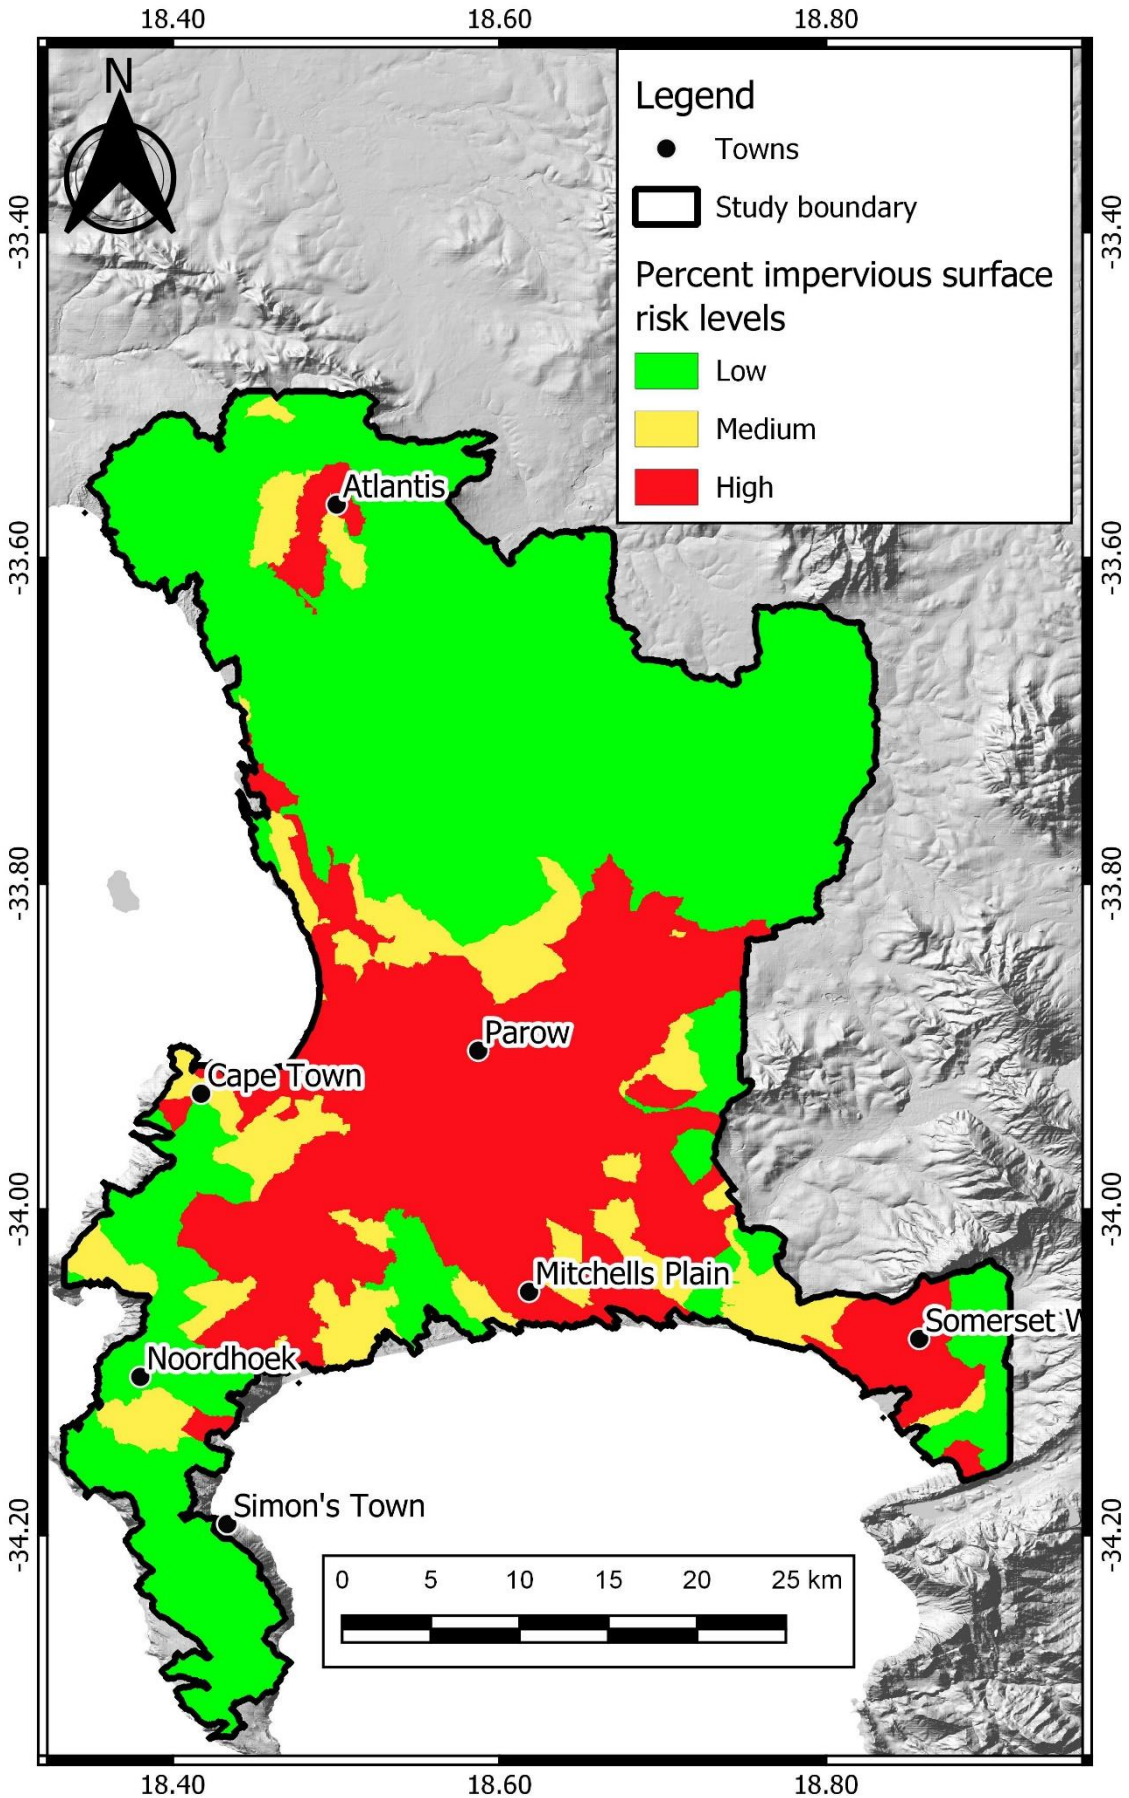 18.40 18.60 18.80
N
Legend
Towns
Study boundary
Percent impervious surface
risk levels
Low
Medium
High
-33.40 -33.40
Atlantis
-33.60 -33.60
-33.80 -33.80
Parow
Cape Town
-34.00 -34.00
Mitchells Plain
Somerset W
Noordhoek
Simon's Town
-34.20 -34.20
0 5 10 15 20 25 km
18.40 18.60 18.80